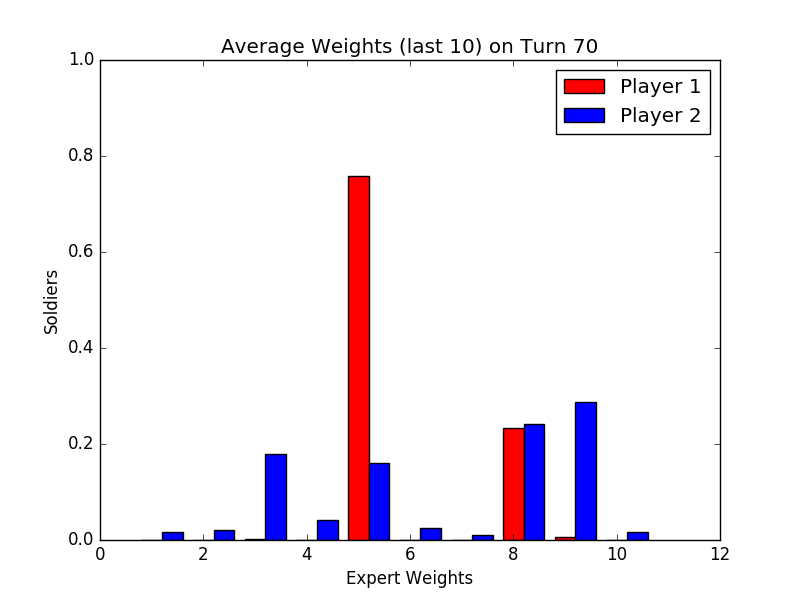 Average Weights (last 10) on Turn 70
1.0
0.8
0.6
0.4
0.2
0.0
Soldiers
Player 1
Player 2
0 2 4 6 8 10 12
Expert Weights